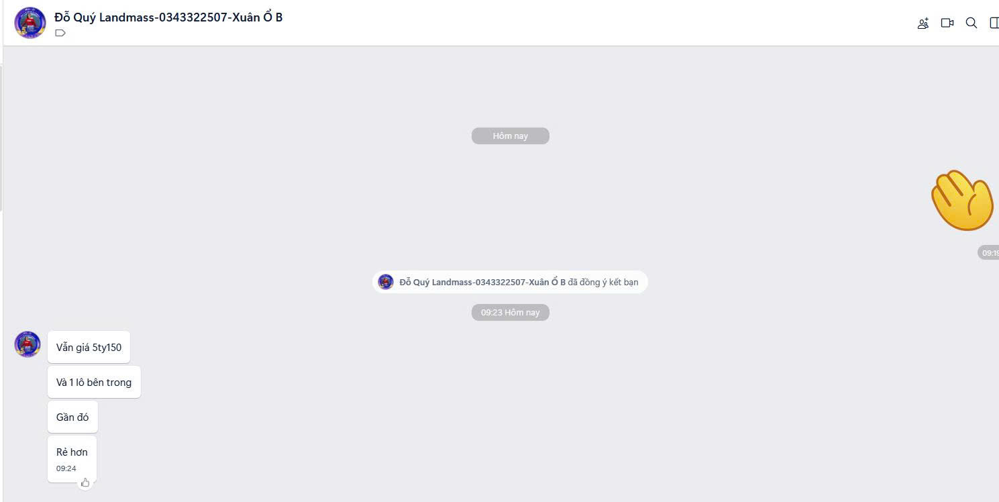 Đỗ Quý Landmass-0343322507-Xuân Ổ B
Hôm nay
09:19
Đỗ Quý Landmass-0343322507-Xuân Ổ B đã đồng ý kết bạn
09:23 Hôm nay
Vẫn giá 5ty150
Và 1 lô bên trong
Gần đó
Rẻ hơn
09:24